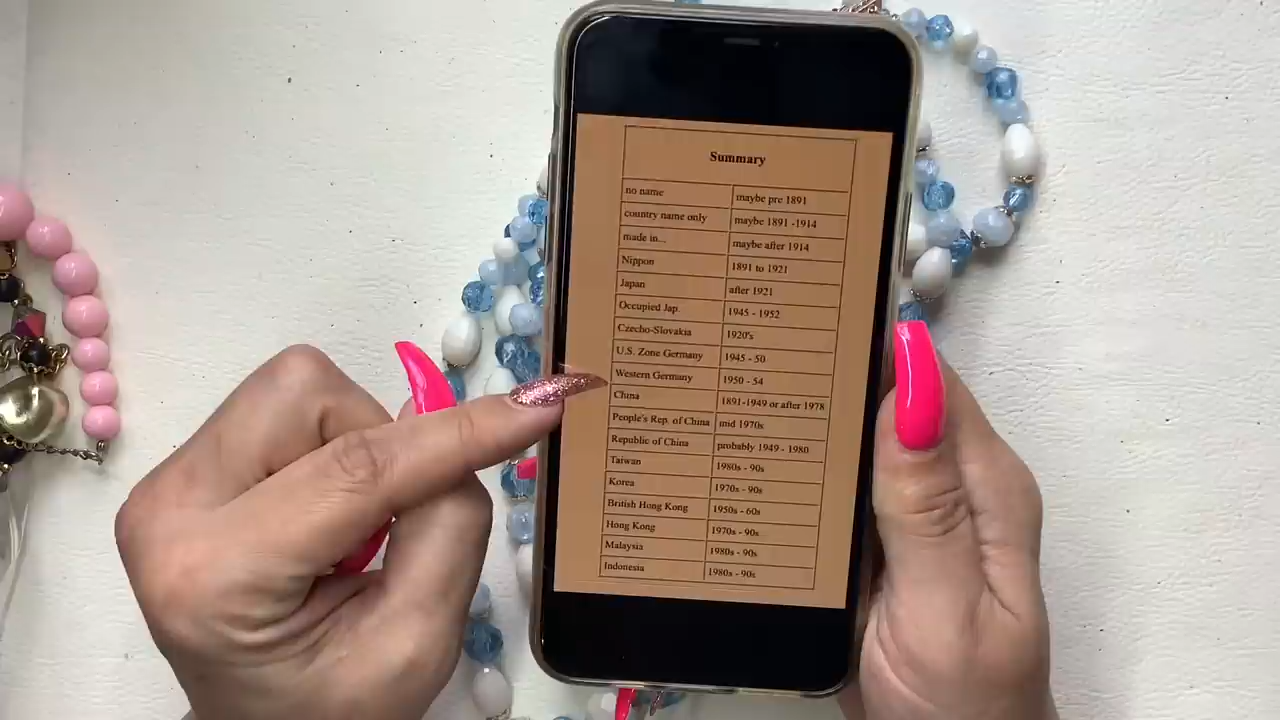 Summary
no name maybe pre 1891
country name only maybe 1891 -1914
made in... maybe after 1914
Nippon 1891 to 1921
Japan after 1921
Occupied Jap. 1945 - 1952
Czecho-Slovakia 1920's
U.S. Zone Germany 1945 - 50
Western Germany 1950 - 54
China 1891-1949 or after 1978
People's Rep. of China mid 1970s
Republic of China probably 1949 - 1980
Taiwan 1980s - 90s
Korea 1970s - 90s
British Hong Kong 1950s - 60s
Hong Kong 1970s - 90s
Malaysia 1980s - 90s
Indonesia 1980s - 90s